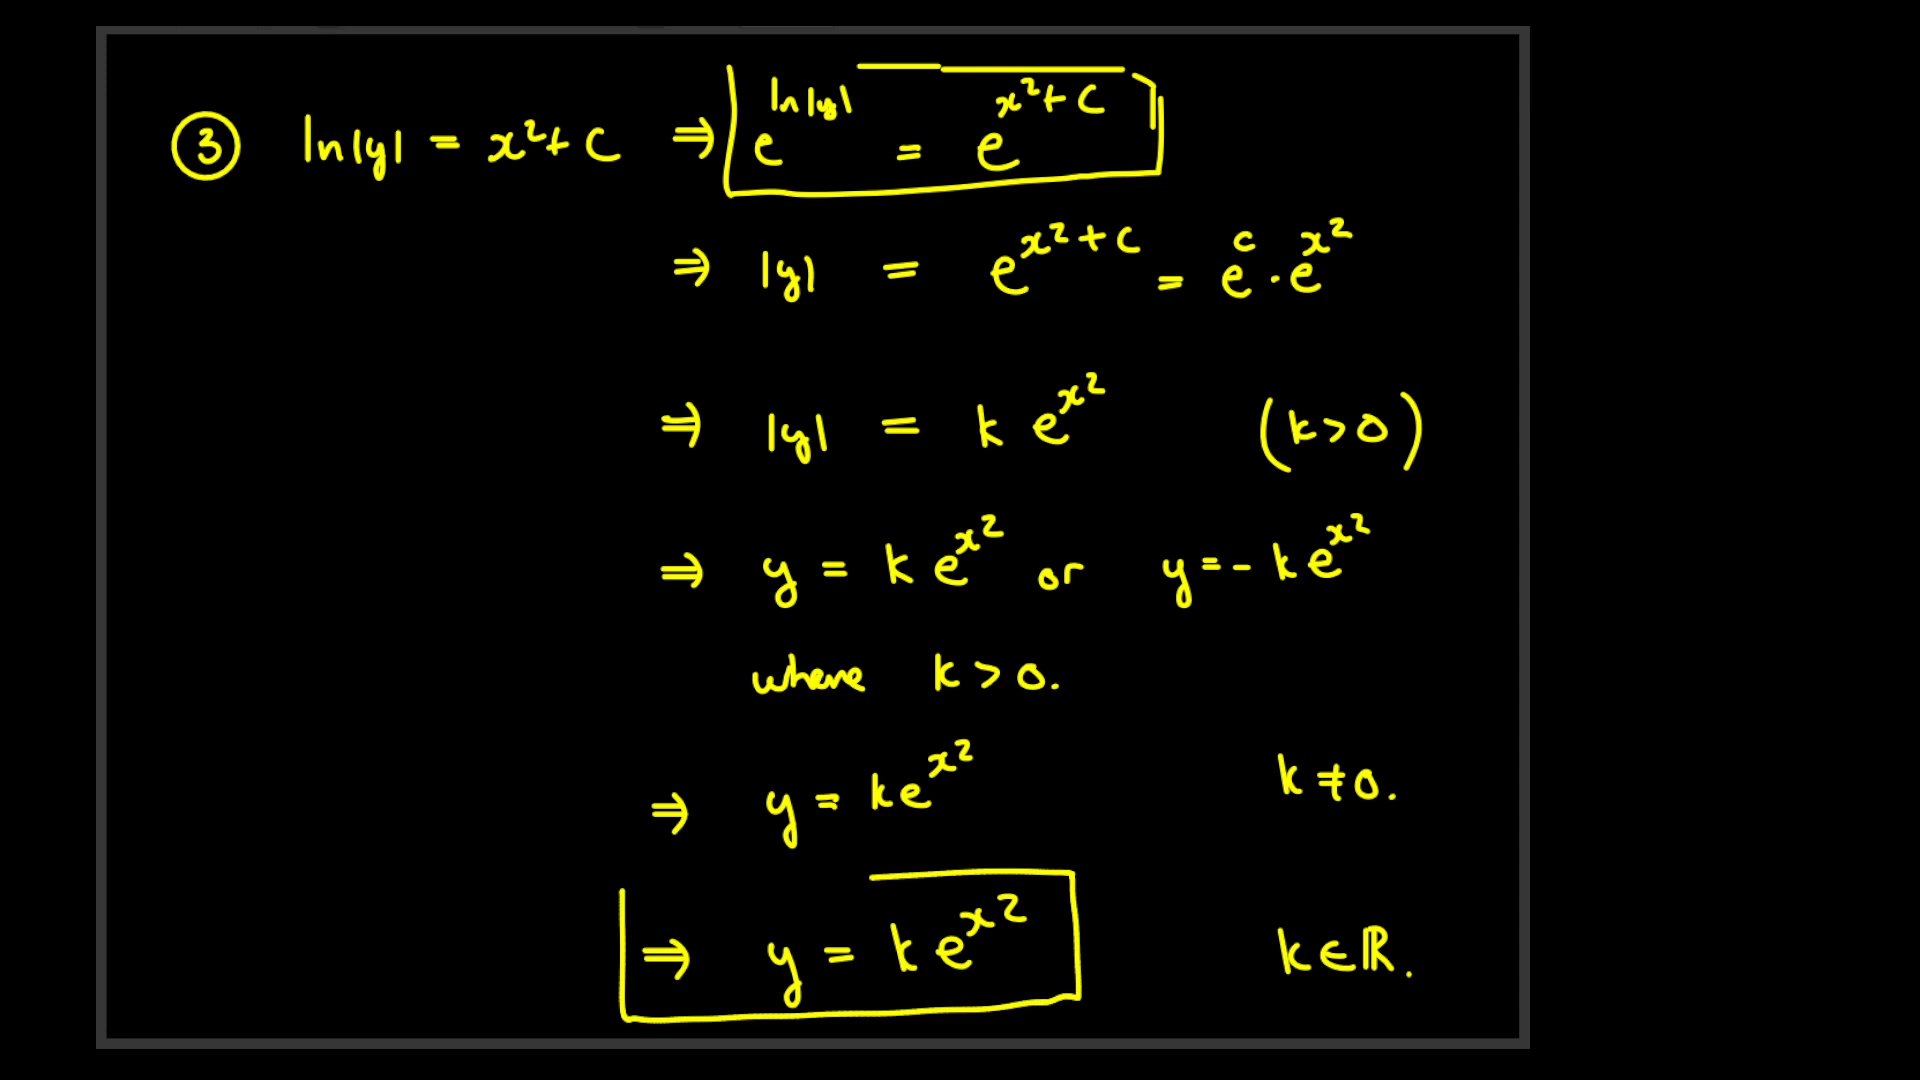 ③ ln|y| = x²+ C ⇒ e^{ln|y|} = e^{x²+ C}
⇒ |y| = e^{x²+C} = e^{c} · e^{x²}
⇒ |y| = k e^{x²} (k>0)
⇒ y = k e^{x²} or y = - k e^{x²}
where k > 0.
⇒ y = k e^{x²} k ≠ 0.
⇒ y = k e^{x²} k ∈ ℝ.